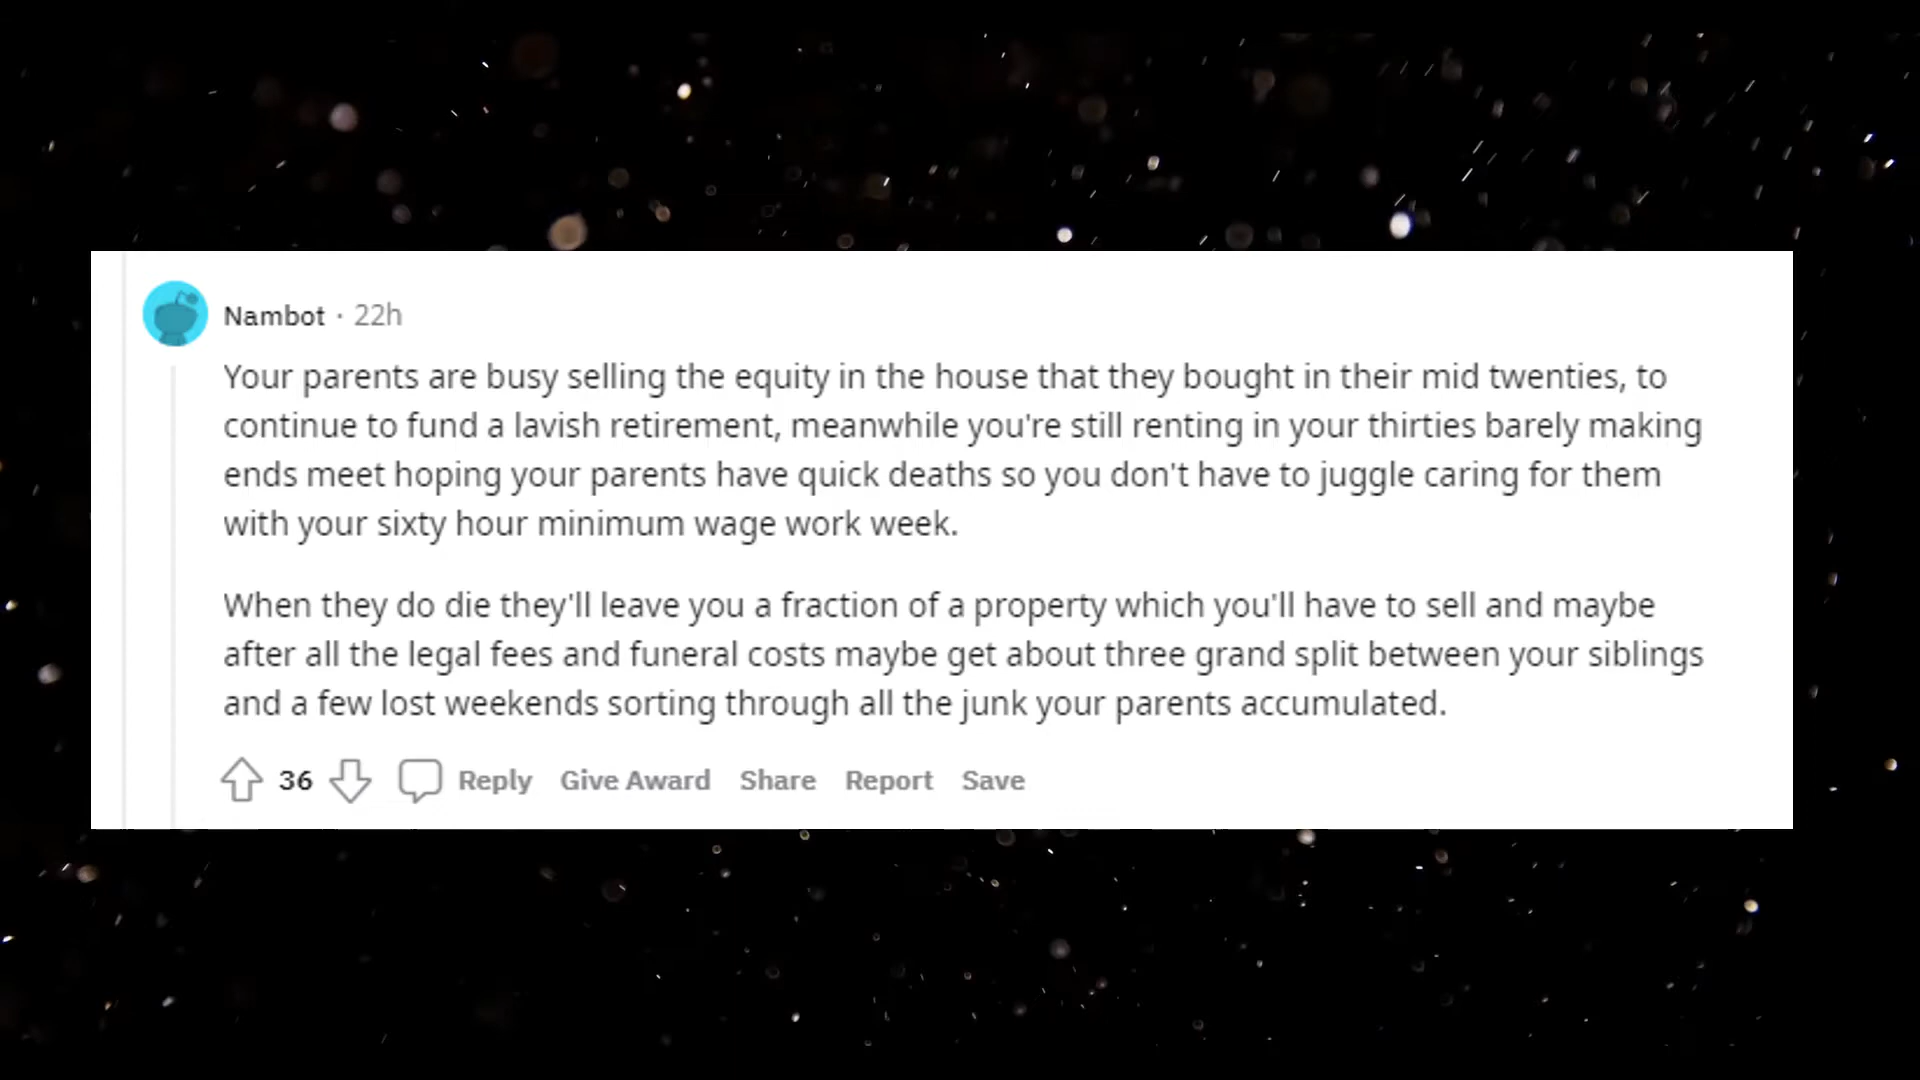 Nambot · 22h
Your parents are busy selling the equity in the house that they bought in their mid twenties, to
continue to fund a lavish retirement, meanwhile you're still renting in your thirties barely making
ends meet hoping your parents have quick deaths so you don't have to juggle caring for them
with your sixty hour minimum wage work week.
When they do die they'll leave you a fraction of a property which you'll have to sell and maybe
after all the legal fees and funeral costs maybe get about three grand split between your siblings
and a few lost weekends sorting through all the junk your parents accumulated.
36 Reply Give Award Share Report Save